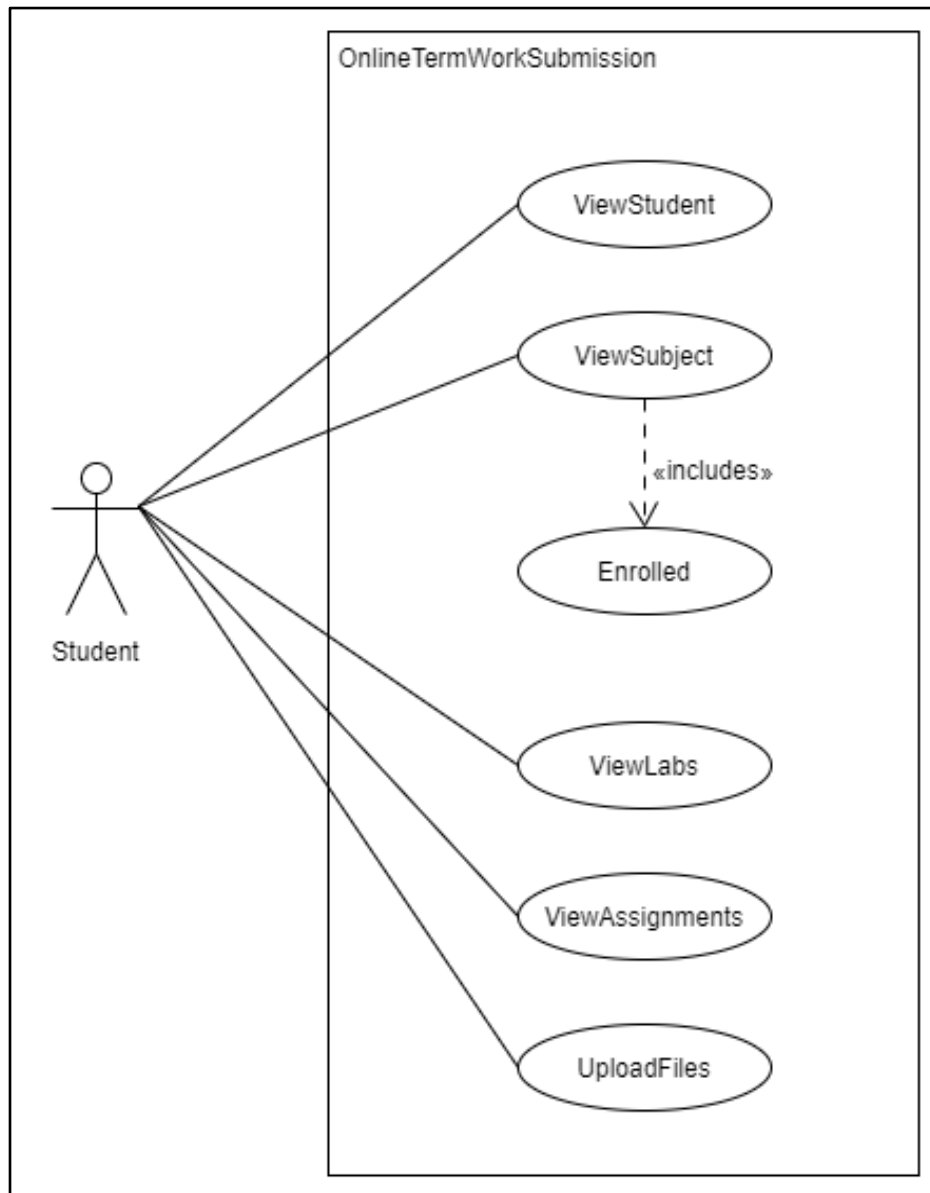 OnlineTermWorkSubmission
ViewStudent
ViewSubject
«includes»
Enrolled
Student
ViewLabs
ViewAssignments
UploadFiles